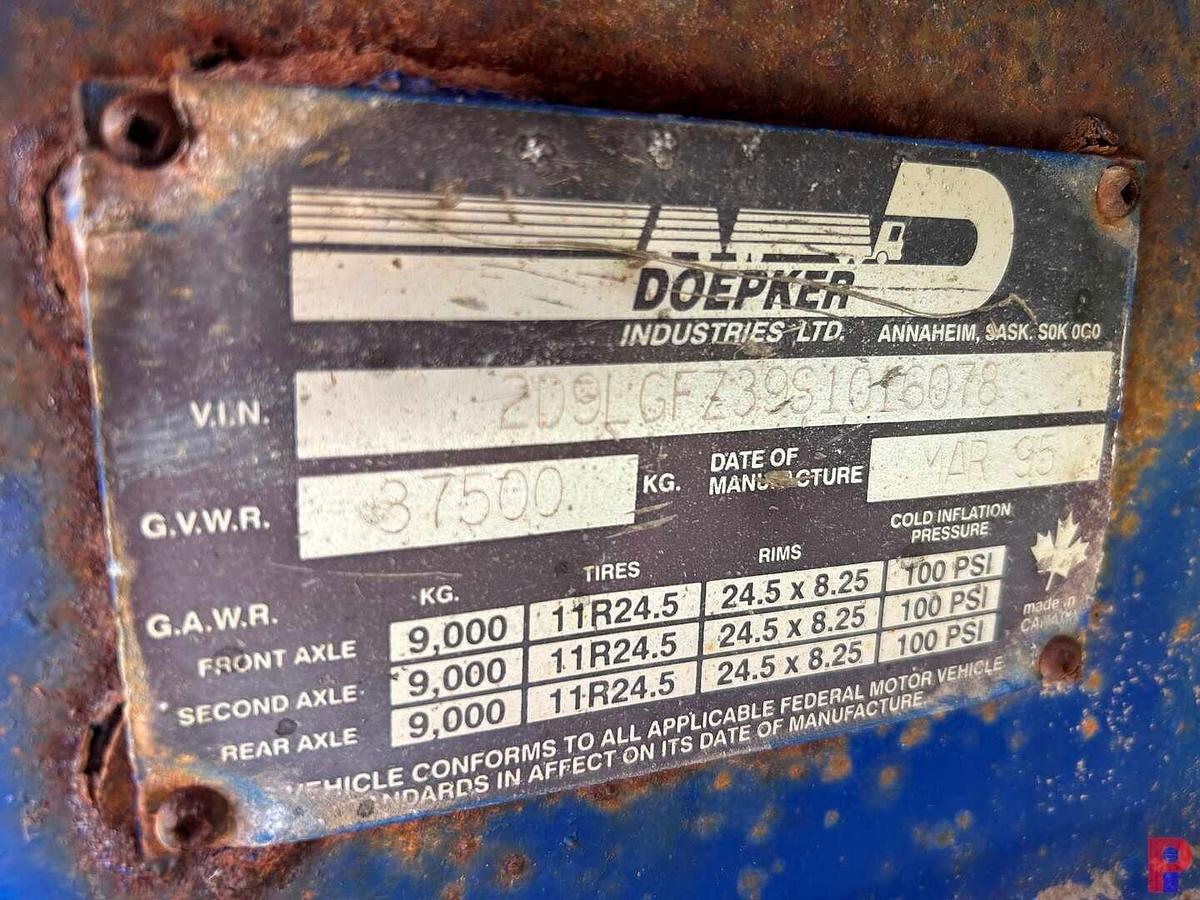 DOEPKER
INDUSTRIES LTD. ANNAHEIM, SASK. S0K 0G0
V.I.N. 2D9LGFZ39S1016078
G.V.W.R. 37500 KG. DATE OF MANUFACTURE MAR 95
KG. TIRES RIMS COLD INFLATION PRESSURE
G.A.W.R.
FRONT AXLE 9,000 11R24.5 24.5 x 8.25 100 PSI
* SECOND AXLE 9,000 11R24.5 24.5 x 8.25 100 PSI
REAR AXLE 9,000 11R24.5 24.5 x 8.25 100 PSI
made in
CANADA
VEHICLE CONFORMS TO ALL APPLICABLE FEDERAL MOTOR VEHICLE
STANDARDS IN AFFECT ON ITS DATE OF MANUFACTURE.